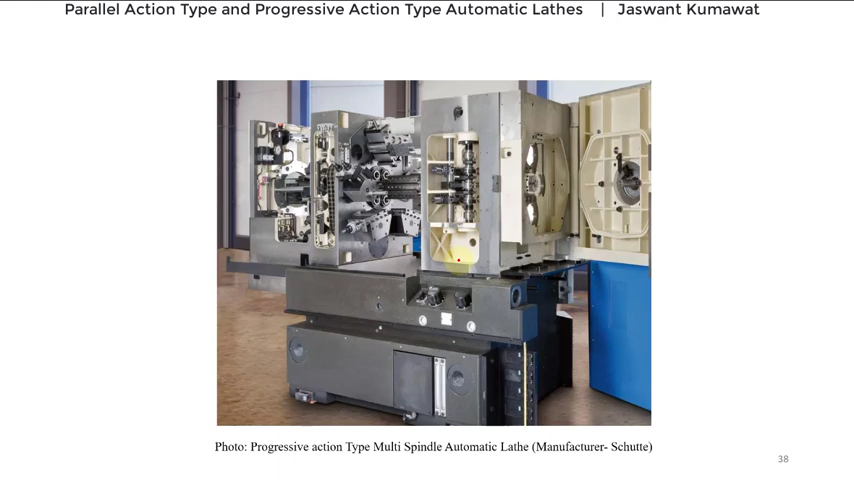 Parallel Action Type and Progressive Action Type Automatic Lathes | Jaswant Kumawat
Photo: Progressive action Type Multi Spindle Automatic Lathe (Manufacturer- Schutte)
38